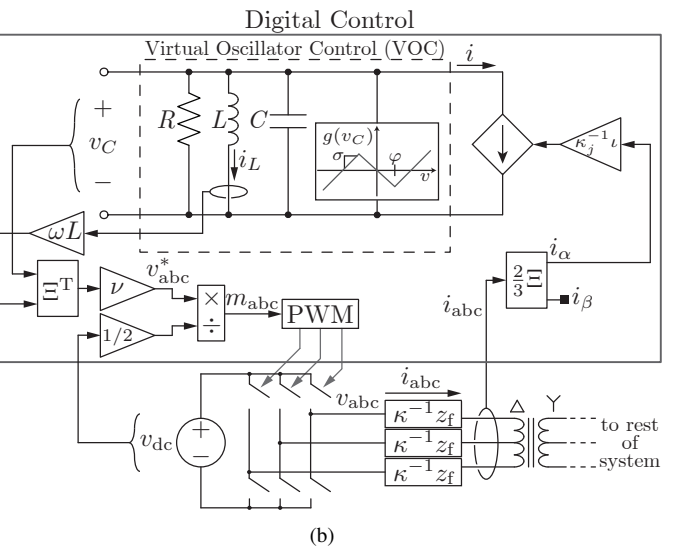 Digital Control
Virtual Oscillator Control (VOC)
i
+
v_C
−
R
L
C
i_L
g(v_C)
σ
φ
v
κ_j^{-1} ι
ωL
Ξ^T
ν
v^*_abc
1/2
×
÷
m_abc
PWM
2/3 Ξ
i_α
i_β
i_abc
v_dc
+
−
v_abc
i_abc
κ^{-1} z_f
κ^{-1} z_f
κ^{-1} z_f
Δ
Y
to rest
of
system
(b)